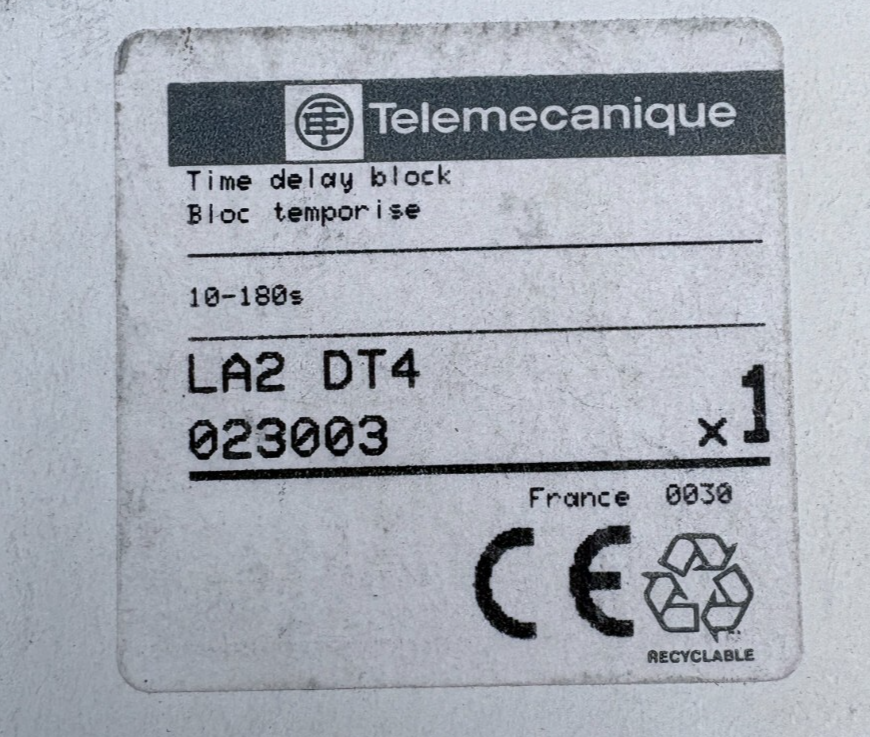 Telemecanique
Time delay block
Bloc temporise
10-180s
LA2 DT4
023003 x1
France 0030
CE
RECYCLABLE